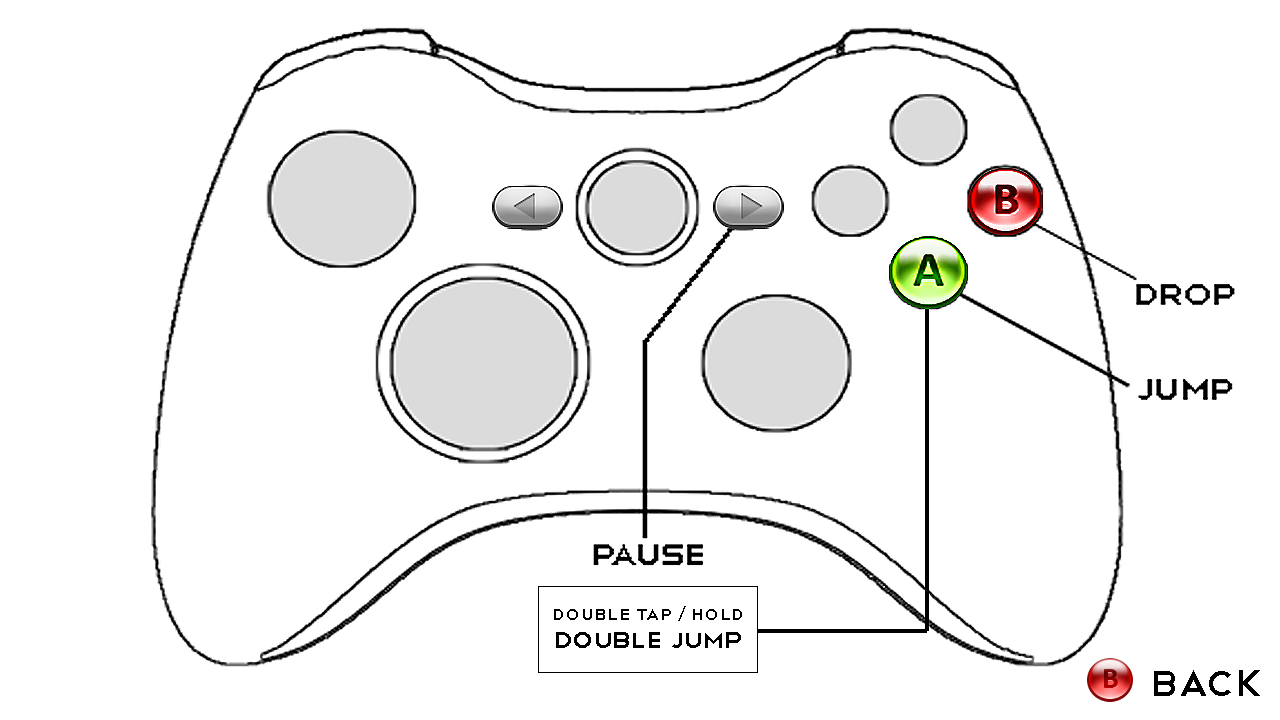 B
A
DROP
JUMP
PAUSE
DOUBLE TAP / HOLD
DOUBLE JUMP
B BACK